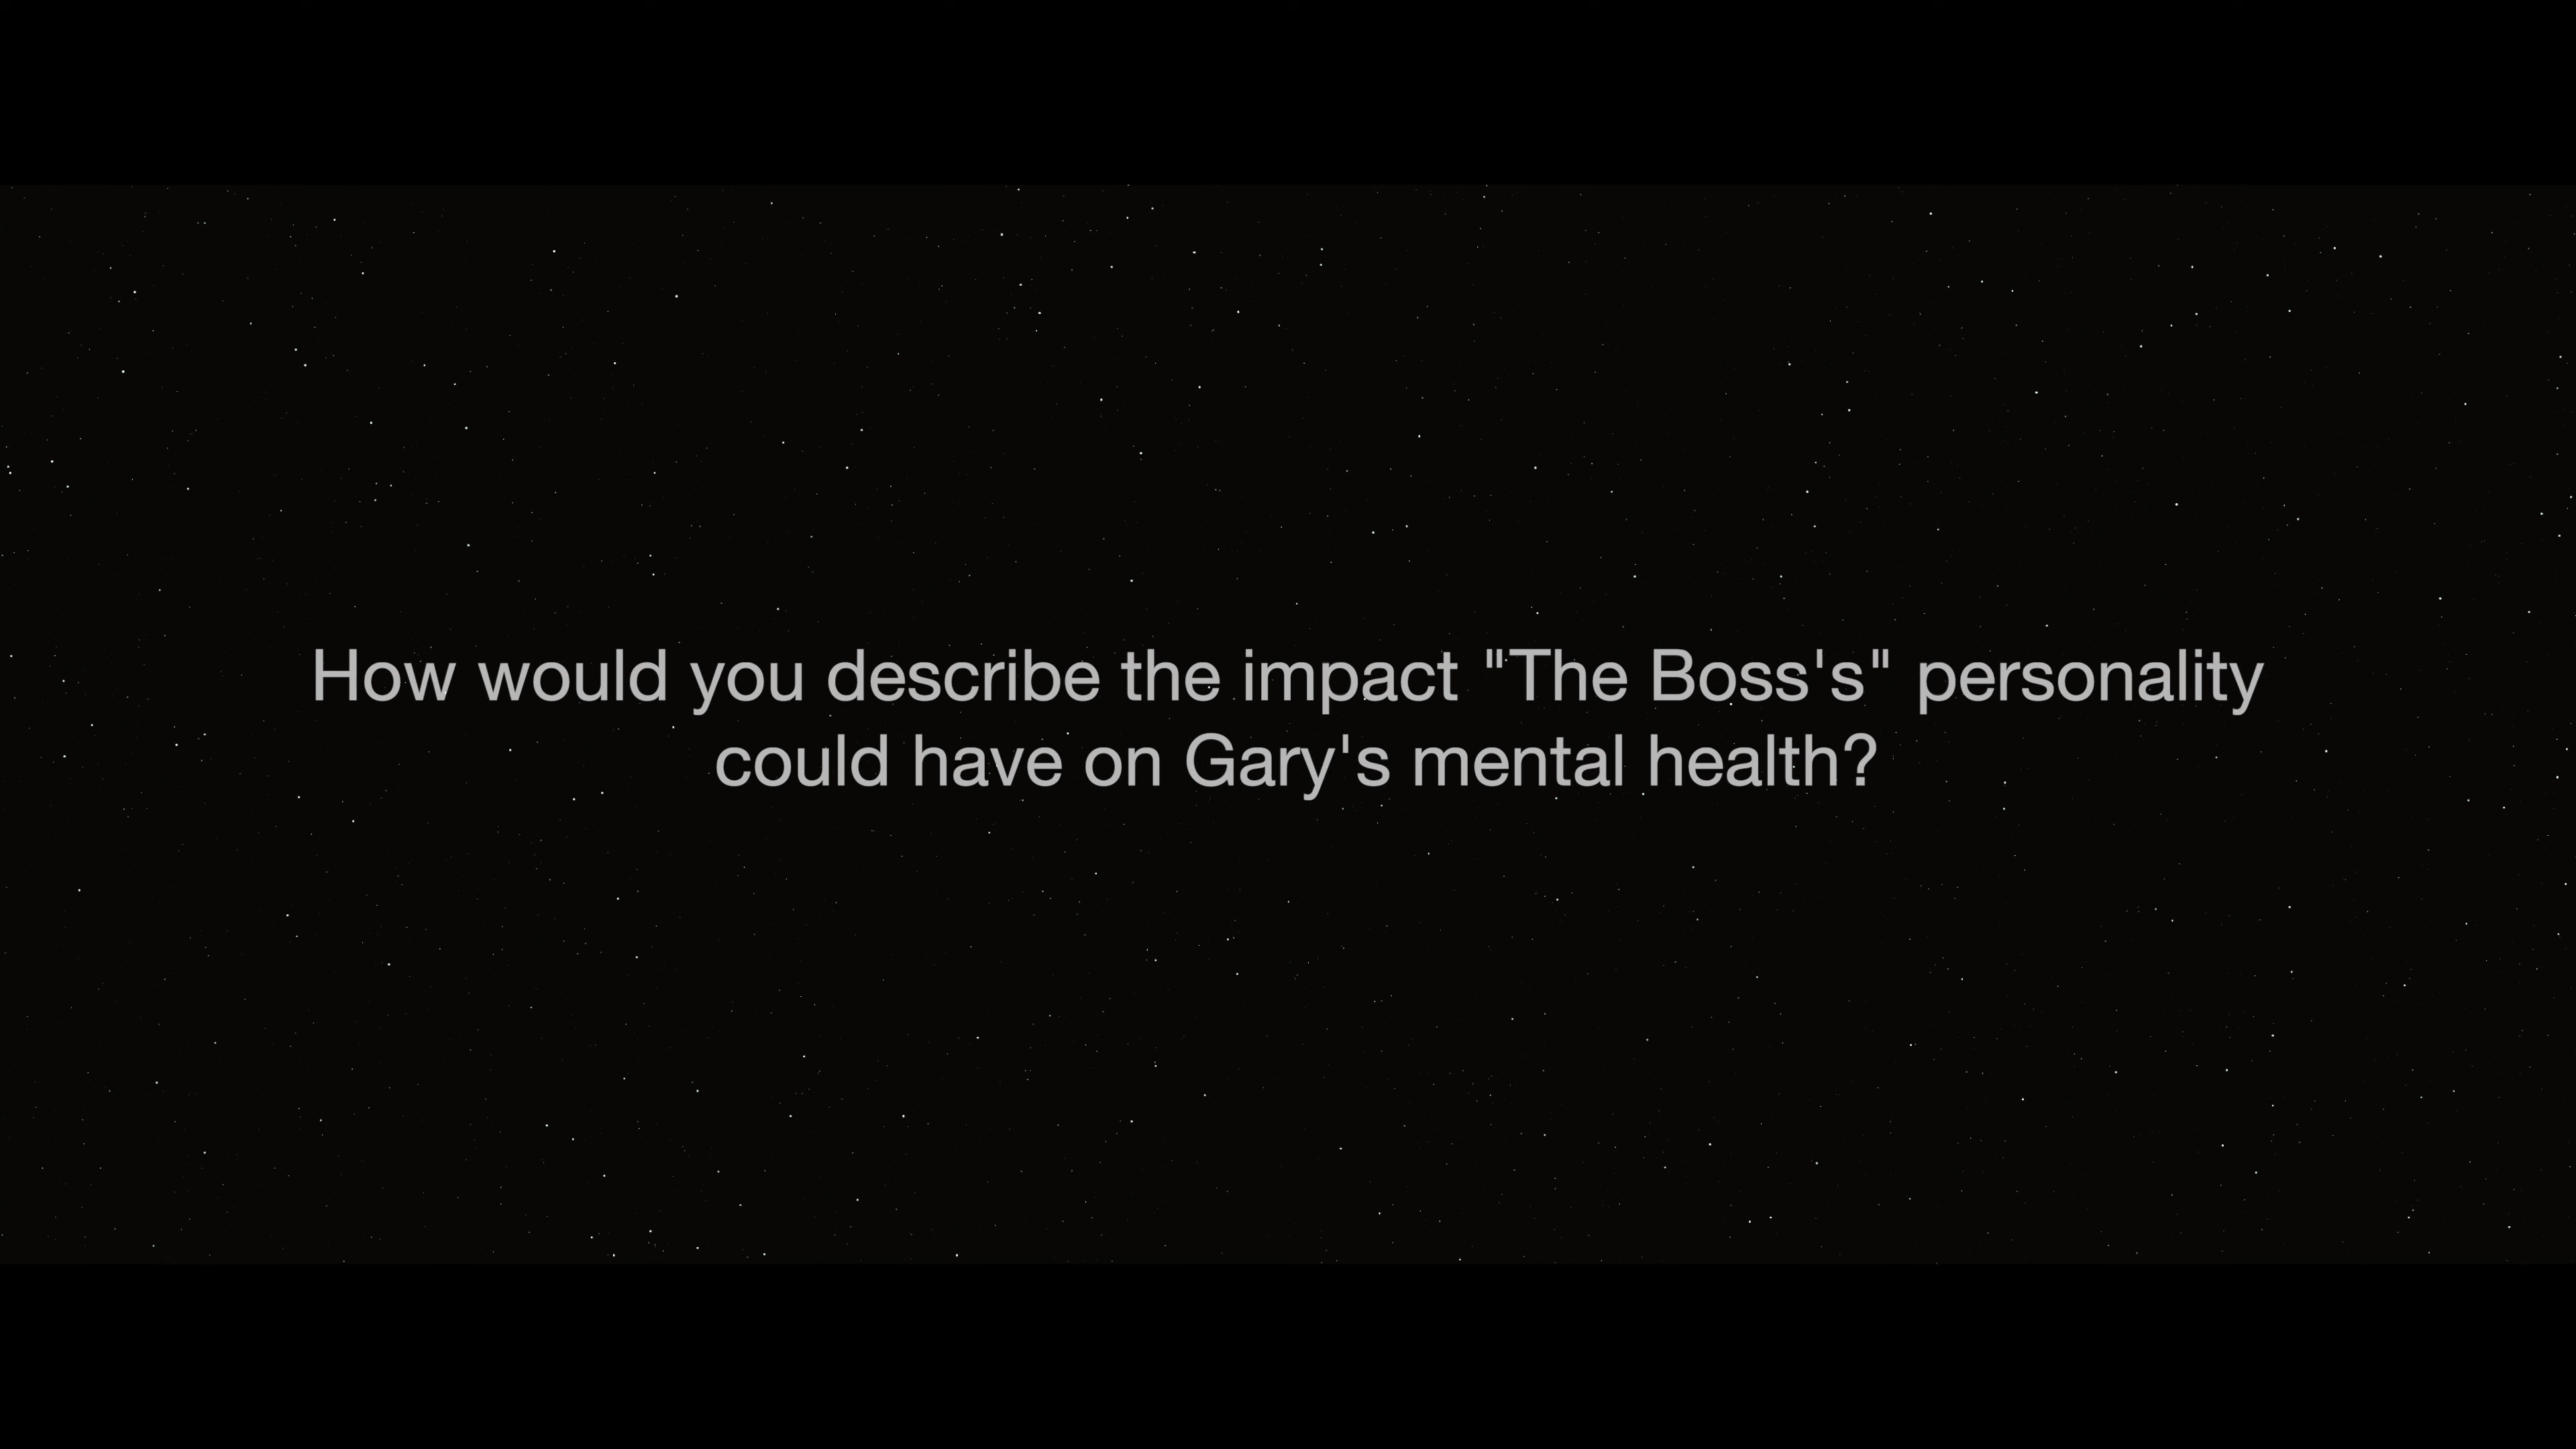 How would you describe the impact "The Boss's" personality
could have on Gary's mental health?